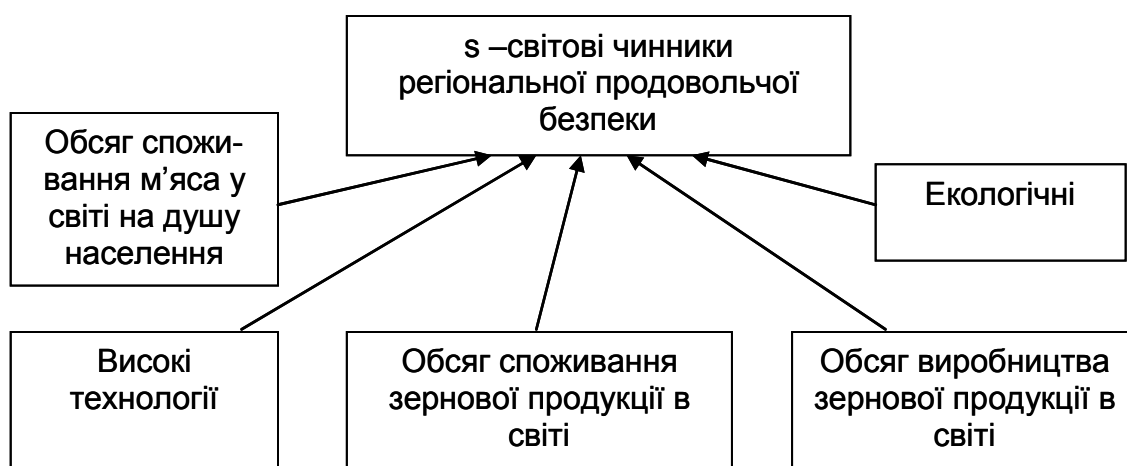 s –світові чинники
регіональної продовольчої
безпеки
Обсяг спожи-
вання м’яса у
світі на душу
населення
Екологічні
Високі
технології
Обсяг споживання
зернової продукції в
світі
Обсяг виробництва
зернової продукції в
світі